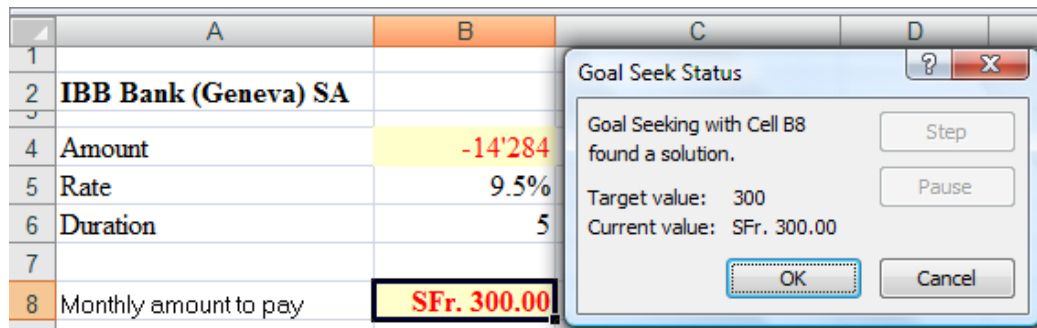 A B C D
1
2 IBB Bank (Geneva) SA
3
4 Amount -14'284
5 Rate 9.5%
6 Duration 5
7
8 Monthly amount to pay SFr. 300.00
Goal Seek Status ? X
Goal Seeking with Cell B8
found a solution.
Step
Target value: 300
Pause
Current value: SFr. 300.00
OK Cancel